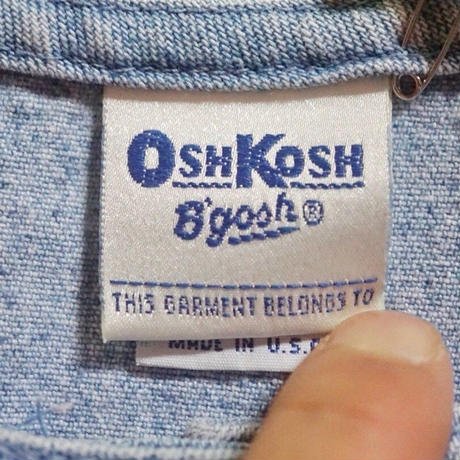 OSHKOSH
B'gosh®
THIS GARMENT BELONGS TO
MADE IN U.S.